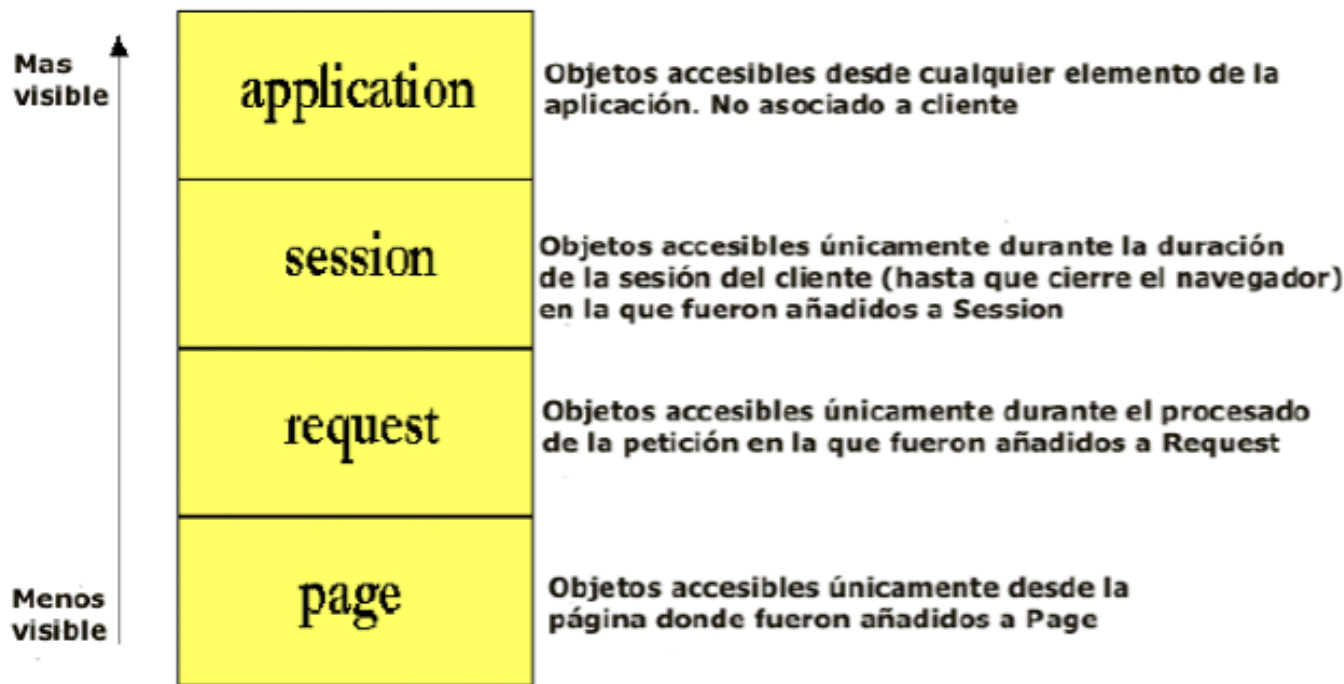 Mas
visible
application
Objetos accesibles desde cualquier elemento de la
aplicación. No asociado a cliente
session
Objetos accesibles únicamente durante la duración
de la sesión del cliente (hasta que cierre el navegador)
en la que fueron añadidos a Session
request
Objetos accesibles únicamente durante el procesado
de la petición en la que fueron añadidos a Request
Menos
visible
page
Objetos accesibles únicamente desde la
página donde fueron añadidos a Page